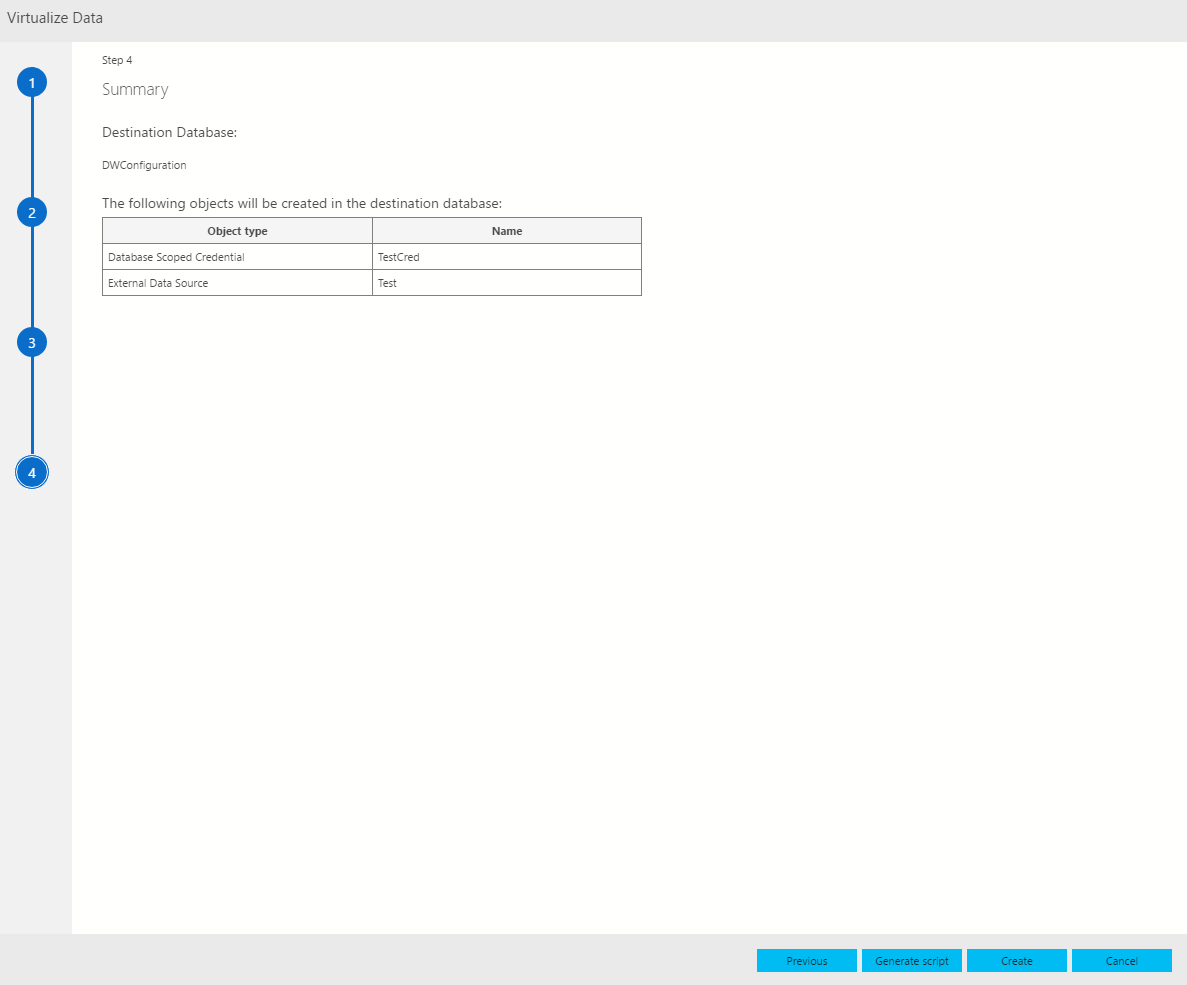 Virtualize Data
1
2
3
4
Step 4
Summary
Destination Database:
DWConfiguration
The following objects will be created in the destination database:
Object type Name
Database Scoped Credential TestCred
External Data Source Test
Previous Generate script Create Cancel